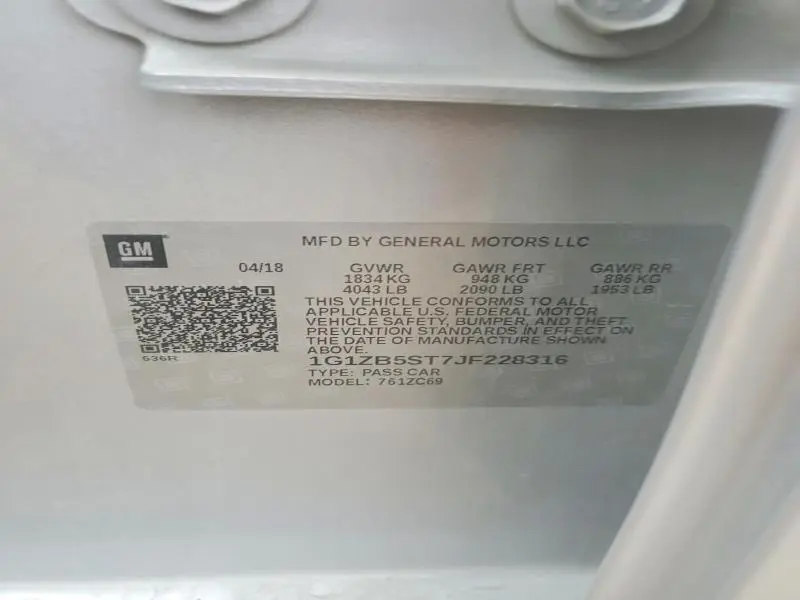 GM
MFD BY GENERAL MOTORS LLC
04/18 GVWR GAWR FRT GAWR RR
1834 KG 948 KG 886 KG
4043 LB 2090 LB 1953 LB
THIS VEHICLE CONFORMS TO ALL
APPLICABLE U.S. FEDERAL MOTOR
VEHICLE SAFETY, BUMPER, AND THEFT
PREVENTION STANDARDS IN EFFECT ON
THE DATE OF MANUFACTURE SHOWN
ABOVE.
636R
1G1ZB5ST7JF228316
TYPE: PASS CAR
MODEL: 761ZC69